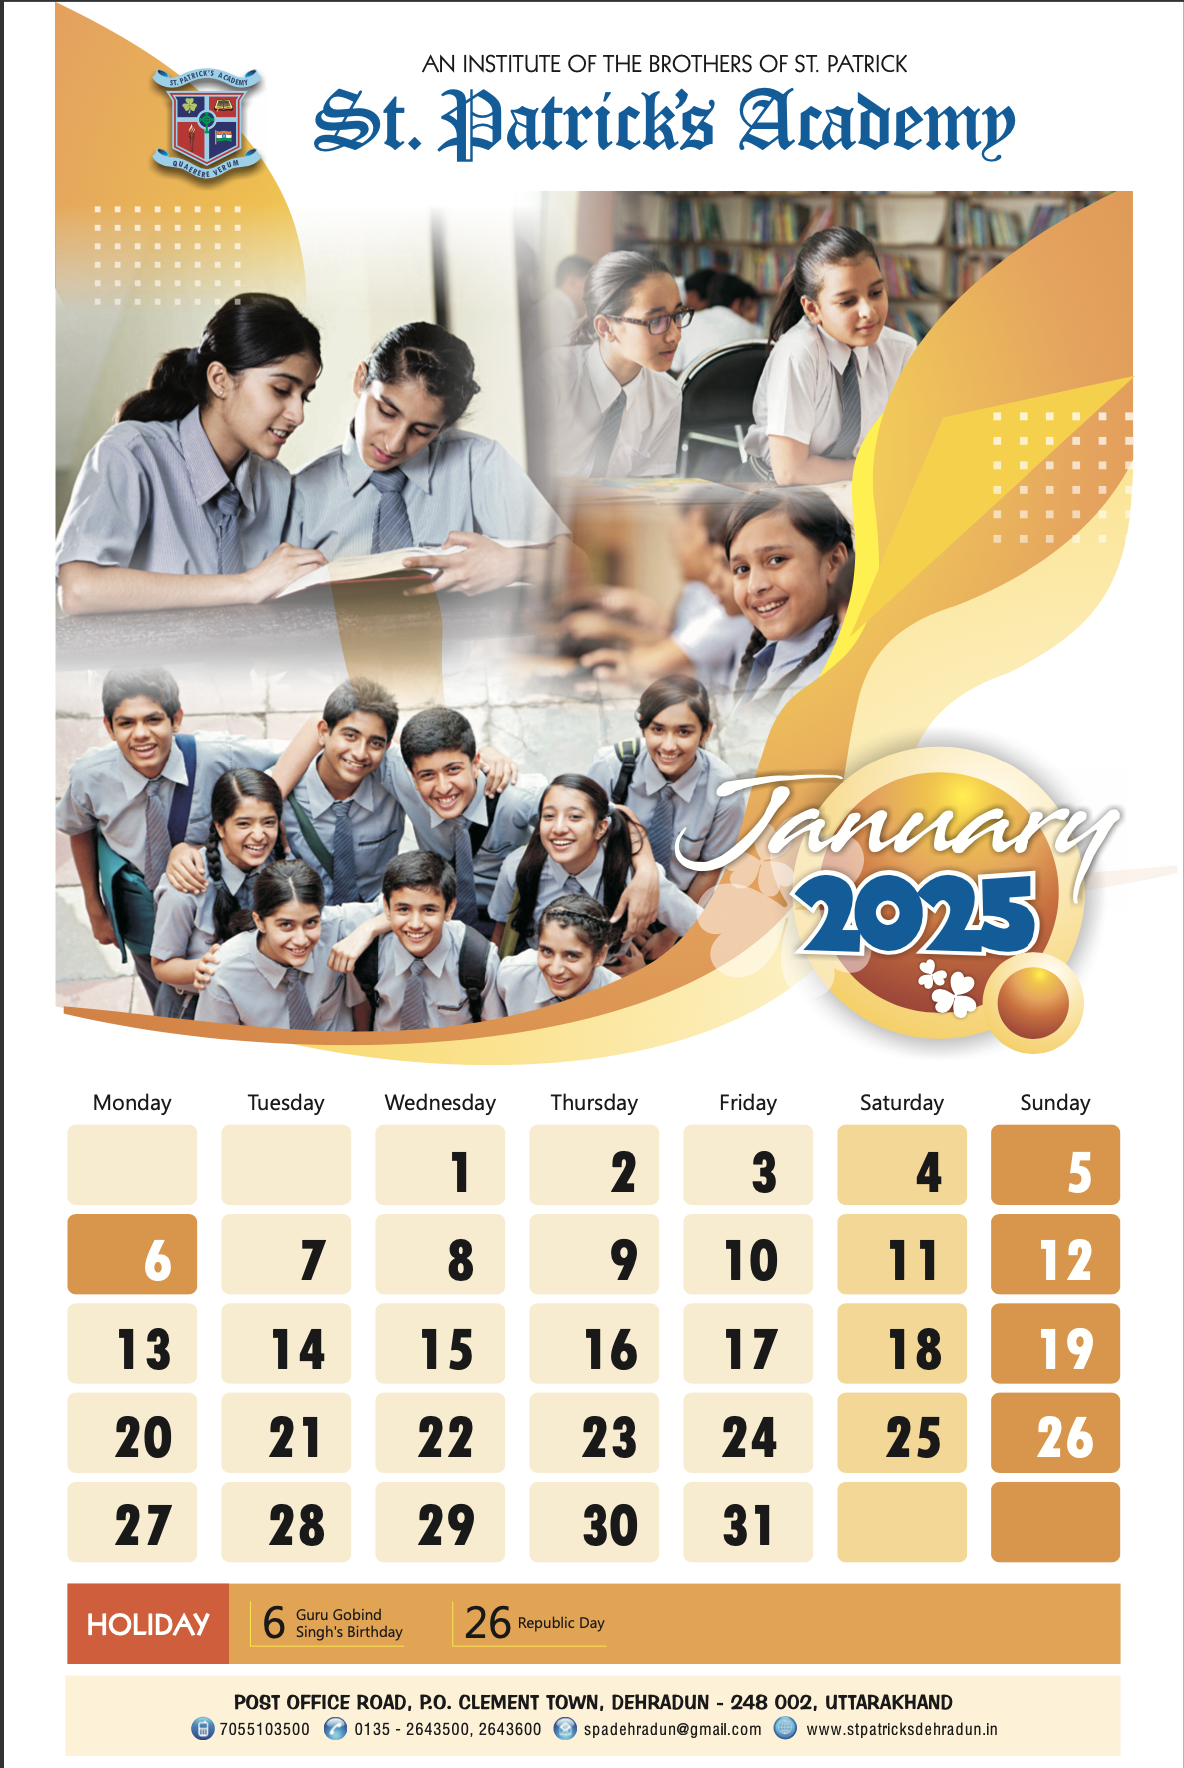 ST. PATRICK'S ACADEMY
QUAERERE VERUM
AN INSTITUTE OF THE BROTHERS OF ST. PATRICK
St. Patrick's Academy
January
2025
Monday Tuesday Wednesday Thursday Friday Saturday Sunday
1 2 3 4 5
6 7 8 9 10 11 12
13 14 15 16 17 18 19
20 21 22 23 24 25 26
27 28 29 30 31
HOLIDAY
6 Guru Gobind
Singh's Birthday
26 Republic Day
POST OFFICE ROAD, P.O. CLEMENT TOWN, DEHRADUN - 248 002, UTTARAKHAND
7055103500 0135 - 2643500, 2643600 spadehradun@gmail.com www.stpatricksdehradun.in